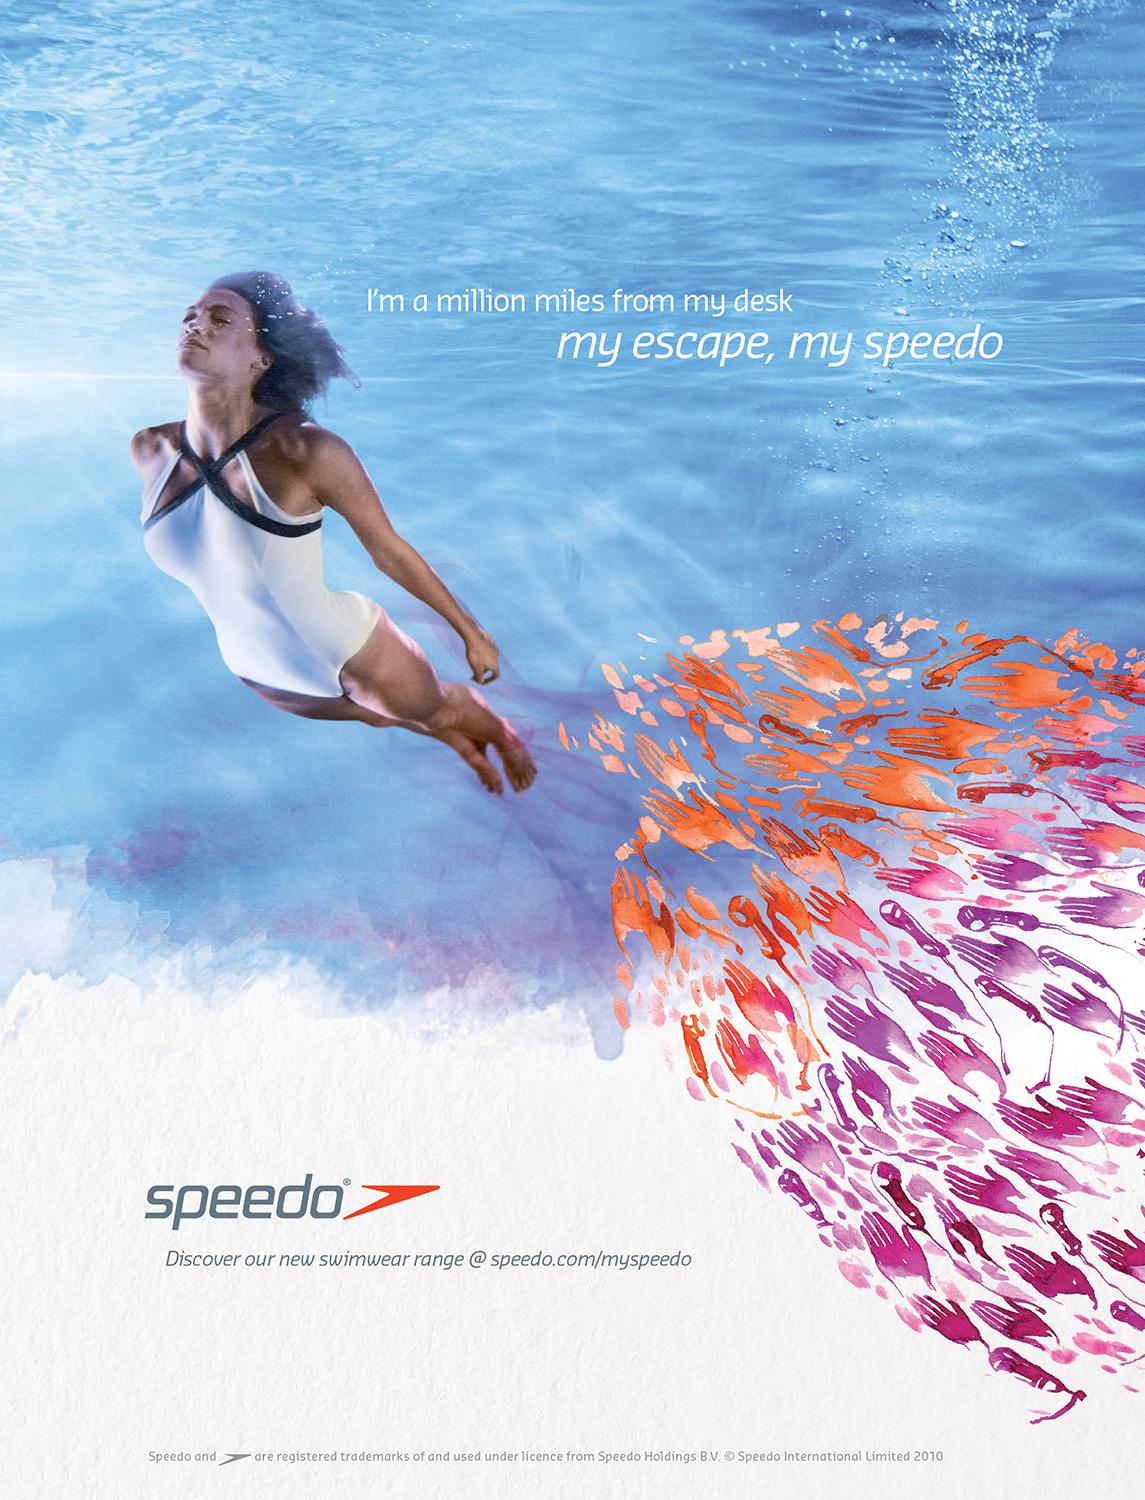 I'm a million miles from my desk
my escape, my speedo
speedo®
Discover our new swimwear range @ speedo.com/myspeedo
Speedo and are registered trademarks of and used under licence from Speedo Holdings B.V. © Speedo International Limited 2010